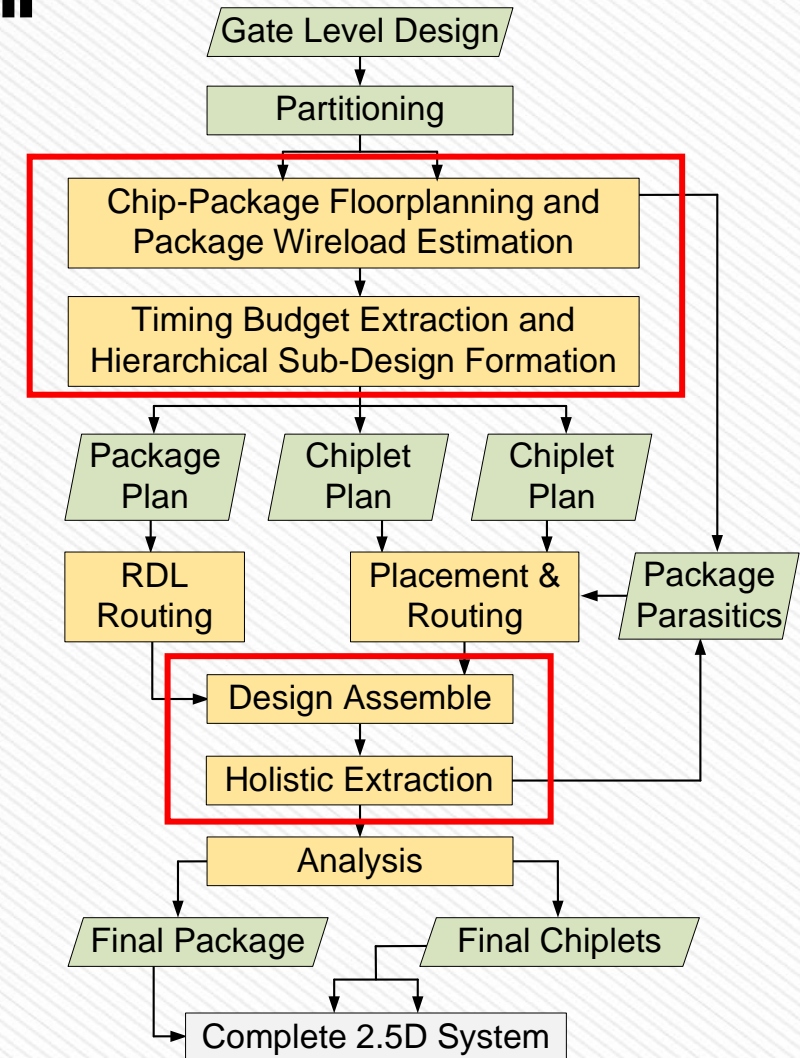 Gate Level Design
Partitioning
Chip-Package Floorplanning and
Package Wireload Estimation
Timing Budget Extraction and
Hierarchical Sub-Design Formation
Package
Plan
Chiplet
Plan
Chiplet
Plan
RDL
Routing
Placement &
Routing
Package
Parasitics
Design Assemble
Holistic Extraction
Analysis
Final Package
Final Chiplets
Complete 2.5D System